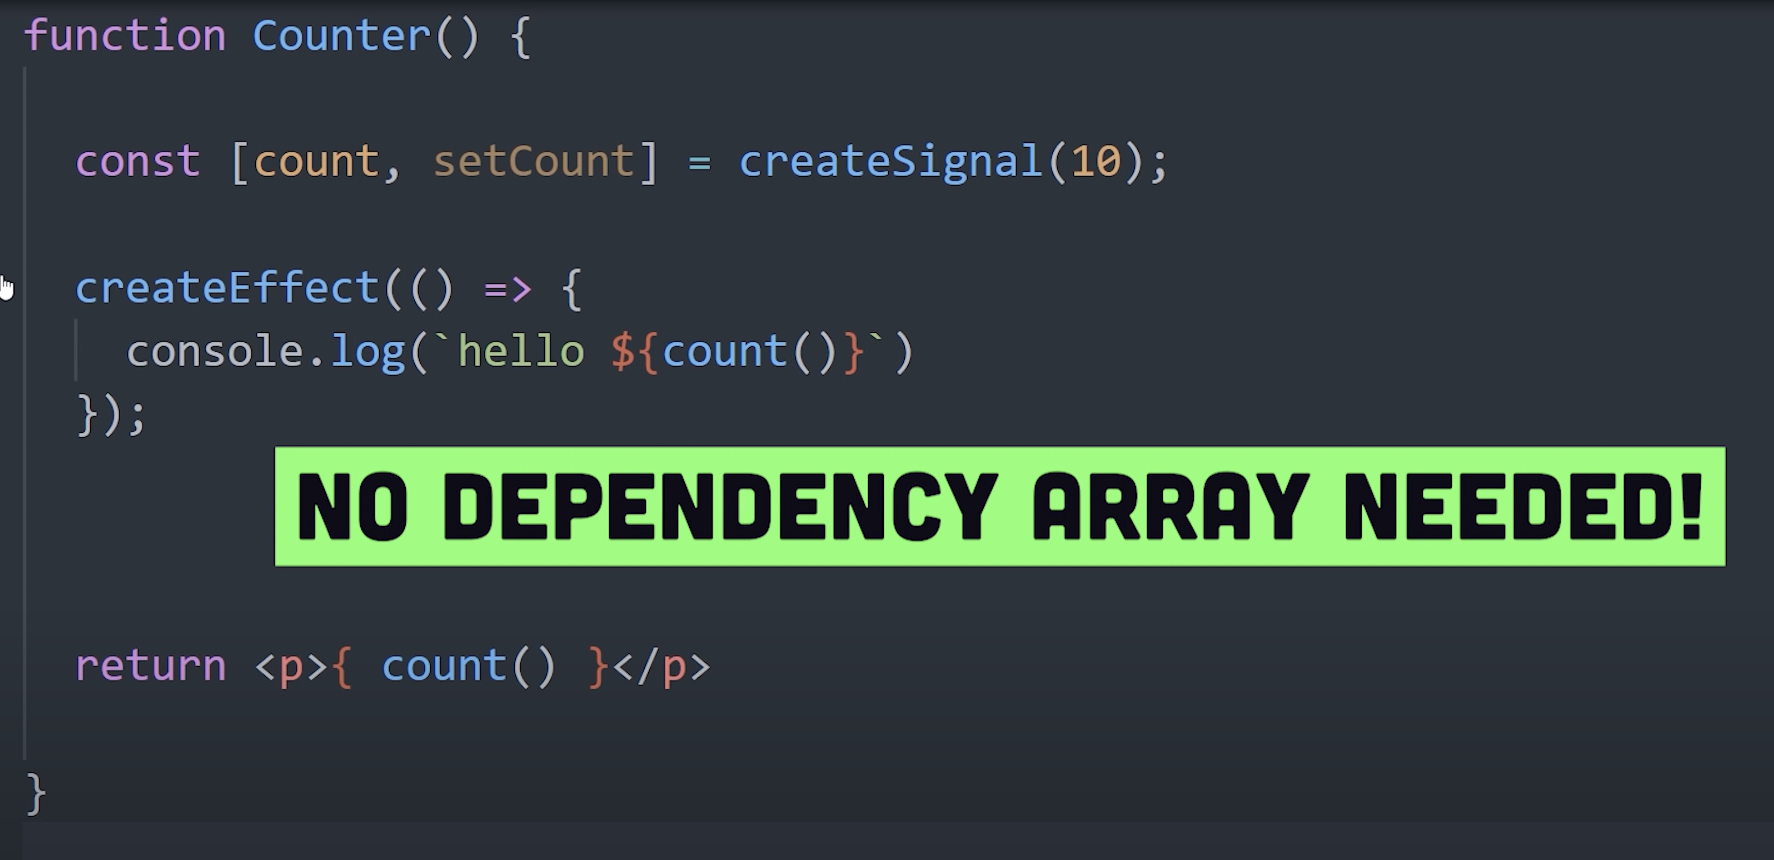 function Counter() {
const [count, setCount] = createSignal(10);
createEffect(() => {
console.log(`hello ${count()}`)
});
NO DEPENDENCY ARRAY NEEDED!
return <p>{ count() }</p>
}